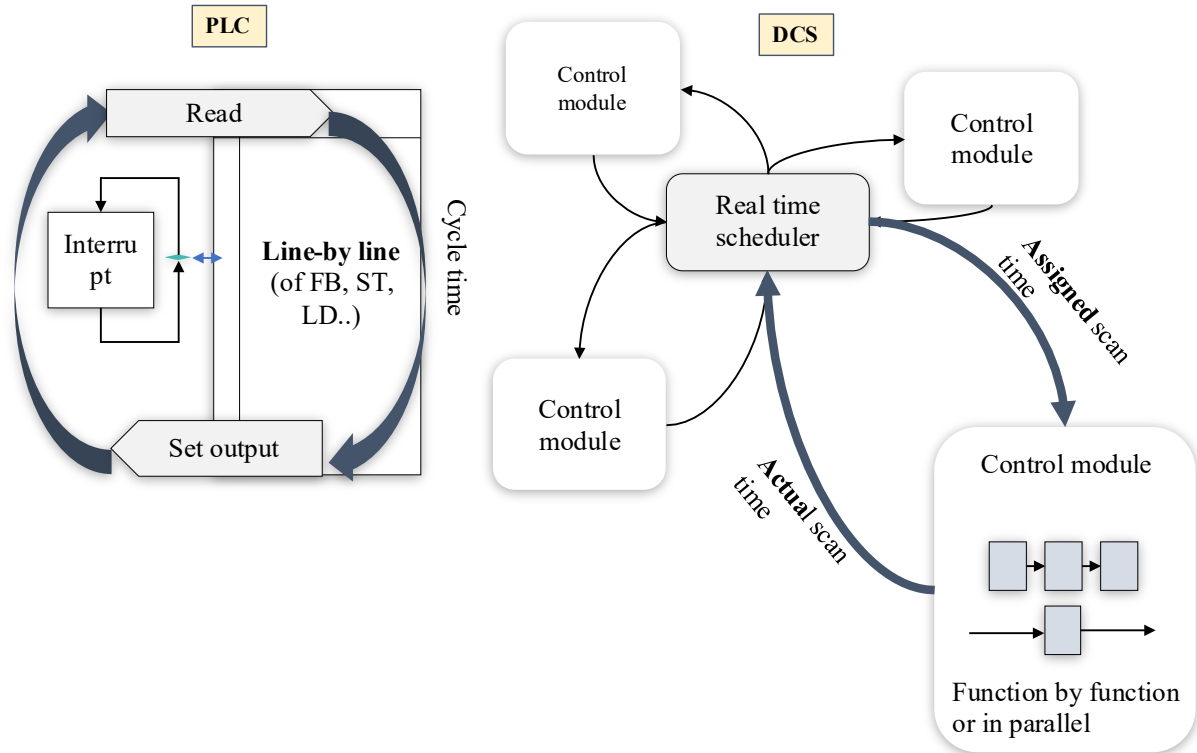 PLC
Read
Interru
pt
Line-by line
(of FB, ST,
LD..)
Cycle time
Set output
DCS
Control
module
Control
module
Real time
scheduler
Assigned scan
time
Control
module
Actual scan
time
Control module
Function by function
or in parallel